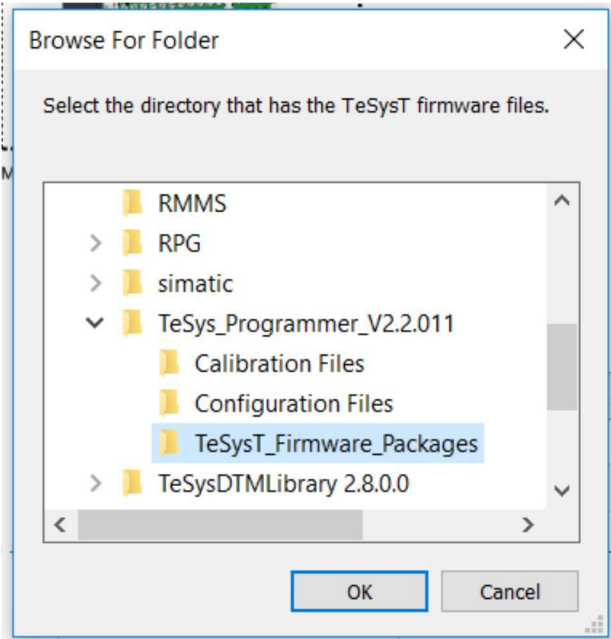 Browse For Folder
Select the directory that has the TeSysT firmware files.
M
RMMS
RPG
simatic
TeSys_Programmer_V2.2.011
Calibration Files
Configuration Files
TeSysT_Firmware_Packages
TeSysDTMLibrary 2.8.0.0
OK Cancel